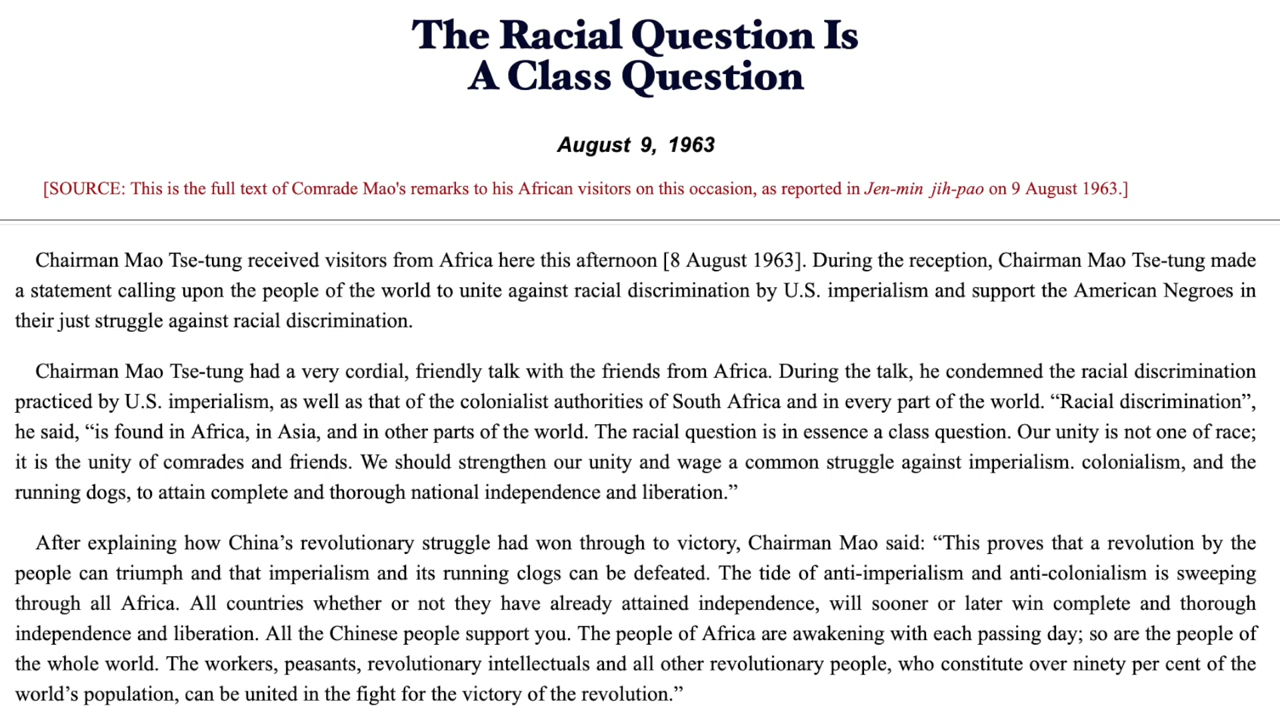 The Racial Question Is
A Class Question
August 9, 1963
[SOURCE: This is the full text of Comrade Mao's remarks to his African visitors on this occasion, as reported in Jen-min jih-pao on 9 August 1963.]
Chairman Mao Tse-tung received visitors from Africa here this afternoon [8 August 1963]. During the reception, Chairman Mao Tse-tung made
a statement calling upon the people of the world to unite against racial discrimination by U.S. imperialism and support the American Negroes in
their just struggle against racial discrimination.
Chairman Mao Tse-tung had a very cordial, friendly talk with the friends from Africa. During the talk, he condemned the racial discrimination
practiced by U.S. imperialism, as well as that of the colonialist authorities of South Africa and in every part of the world. “Racial discrimination”,
he said, “is found in Africa, in Asia, and in other parts of the world. The racial question is in essence a class question. Our unity is not one of race;
it is the unity of comrades and friends. We should strengthen our unity and wage a common struggle against imperialism. colonialism, and the
running dogs, to attain complete and thorough national independence and liberation.”
After explaining how China’s revolutionary struggle had won through to victory, Chairman Mao said: “This proves that a revolution by the
people can triumph and that imperialism and its running clogs can be defeated. The tide of anti-imperialism and anti-colonialism is sweeping
through all Africa. All countries whether or not they have already attained independence, will sooner or later win complete and thorough
independence and liberation. All the Chinese people support you. The people of Africa are awakening with each passing day; so are the people of
the whole world. The workers, peasants, revolutionary intellectuals and all other revolutionary people, who constitute over ninety per cent of the
world’s population, can be united in the fight for the victory of the revolution.”